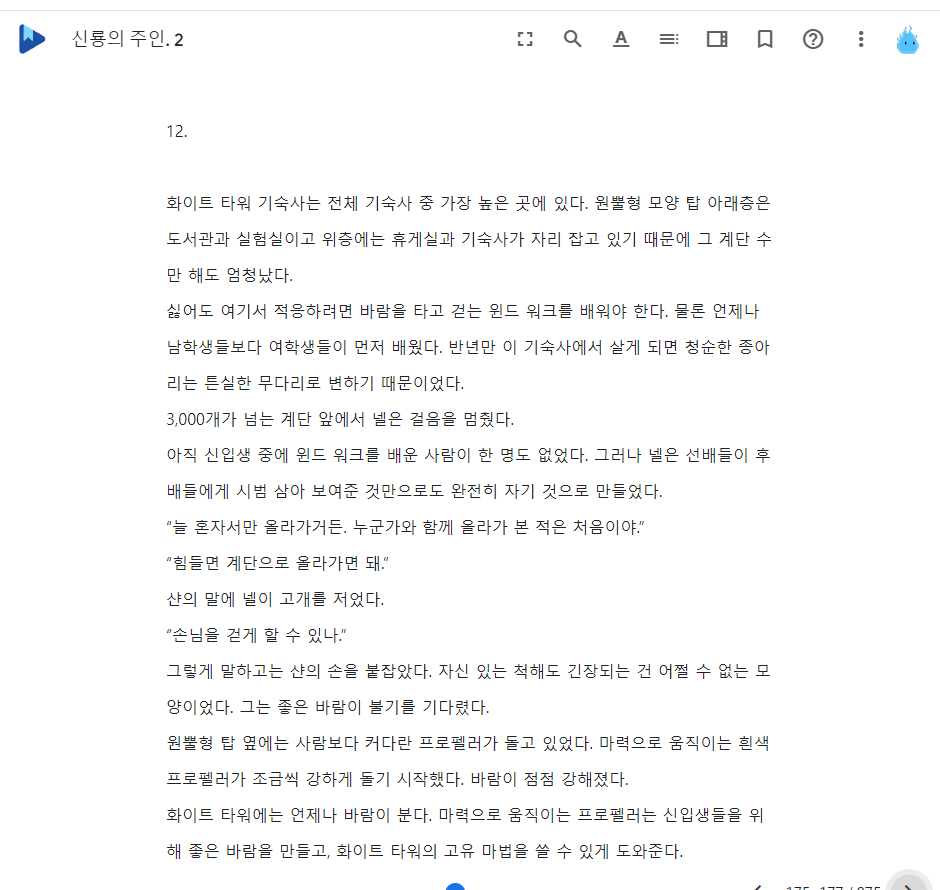 신룡의 주인. 2
12.
화이트 타워 기숙사는 전체 기숙사 중 가장 높은 곳에 있다. 원뿔형 모양 탑 아래층은
도서관과 실험실이고 위층에는 휴게실과 기숙사가 자리 잡고 있기 때문에 그 계단 수
만 해도 엄청났다.
싫어도 여기서 적응하려면 바람을 타고 걷는 윈드 워크를 배워야 한다. 물론 언제나
남학생들보다 여학생들이 먼저 배웠다. 반년만 이 기숙사에서 살게 되면 청순한 종아
리는 튼실한 무다리로 변하기 때문이었다.
3,000개가 넘는 계단 앞에서 넬은 걸음을 멈췄다.
아직 신입생 중에 윈드 워크를 배운 사람이 한 명도 없었다. 그러나 넬은 선배들이 후
배들에게 시범 삼아 보여준 것만으로도 완전히 자기 것으로 만들었다.
“늘 혼자서만 올라가거든. 누군가와 함께 올라가 본 적은 처음이야.”
“힘들면 계단으로 올라가면 돼.”
샨의 말에 넬이 고개를 저었다.
“손님을 걷게 할 수 있나.”
그렇게 말하고는 샨의 손을 붙잡았다. 자신 있는 척해도 긴장되는 건 어쩔 수 없는 모
양이었다. 그는 좋은 바람이 불기를 기다렸다.
원뿔형 탑 옆에는 사람보다 커다란 프로펠러가 돌고 있었다. 마력으로 움직이는 흰색
프로펠러가 조금씩 강하게 돌기 시작했다. 바람이 점점 강해졌다.
화이트 타워에는 언제나 바람이 분다. 마력으로 움직이는 프로펠러는 신입생들을 위
해 좋은 바람을 만들고, 화이트 타워의 고유 마법을 쓸 수 있게 도와준다.